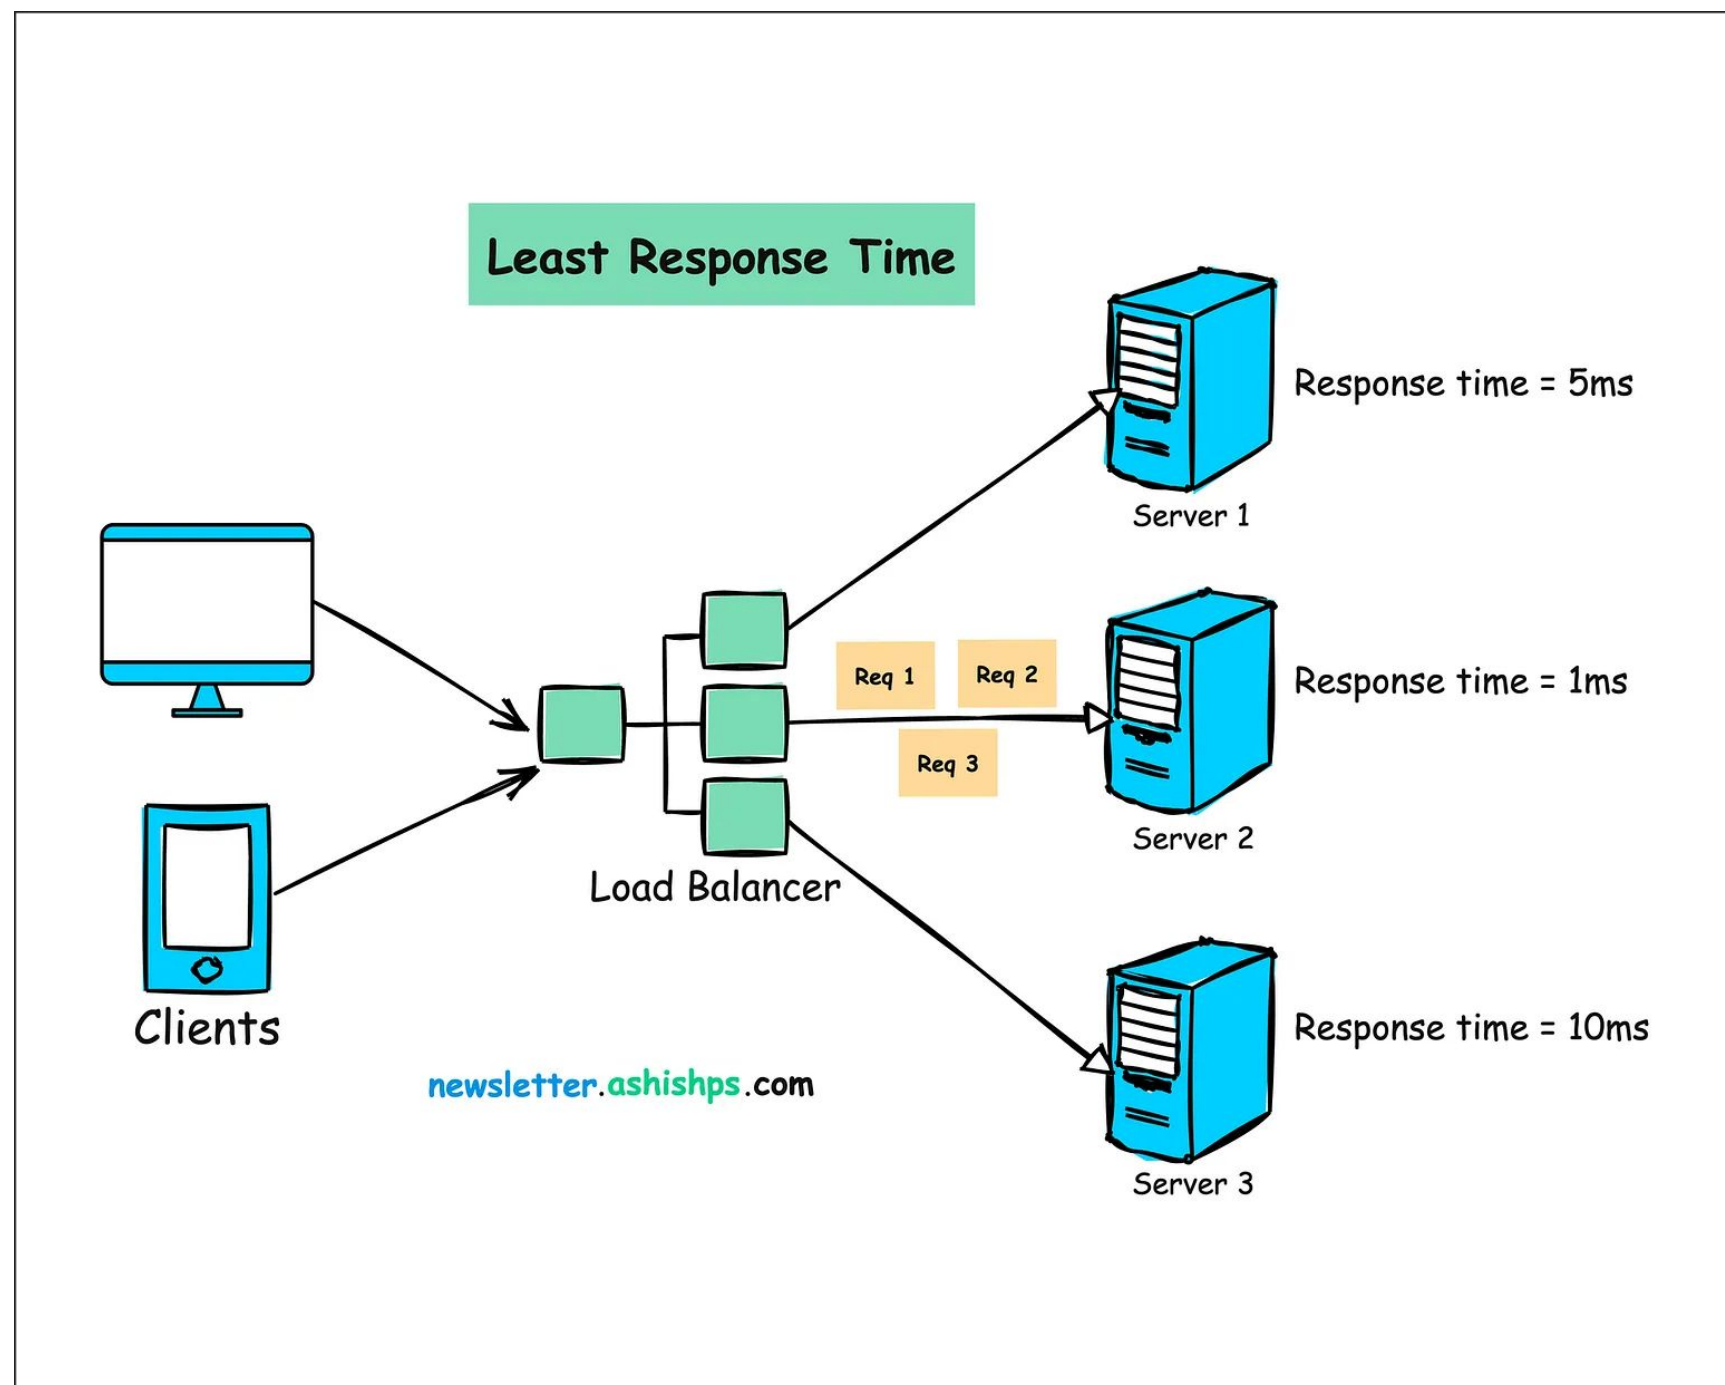 Least Response Time
Response time = 5ms
Server 1
Req 1
Req 2
Response time = 1ms
Req 3
Server 2
Load Balancer
Clients
Response time = 10ms
newsletter.ashishps.com
Server 3